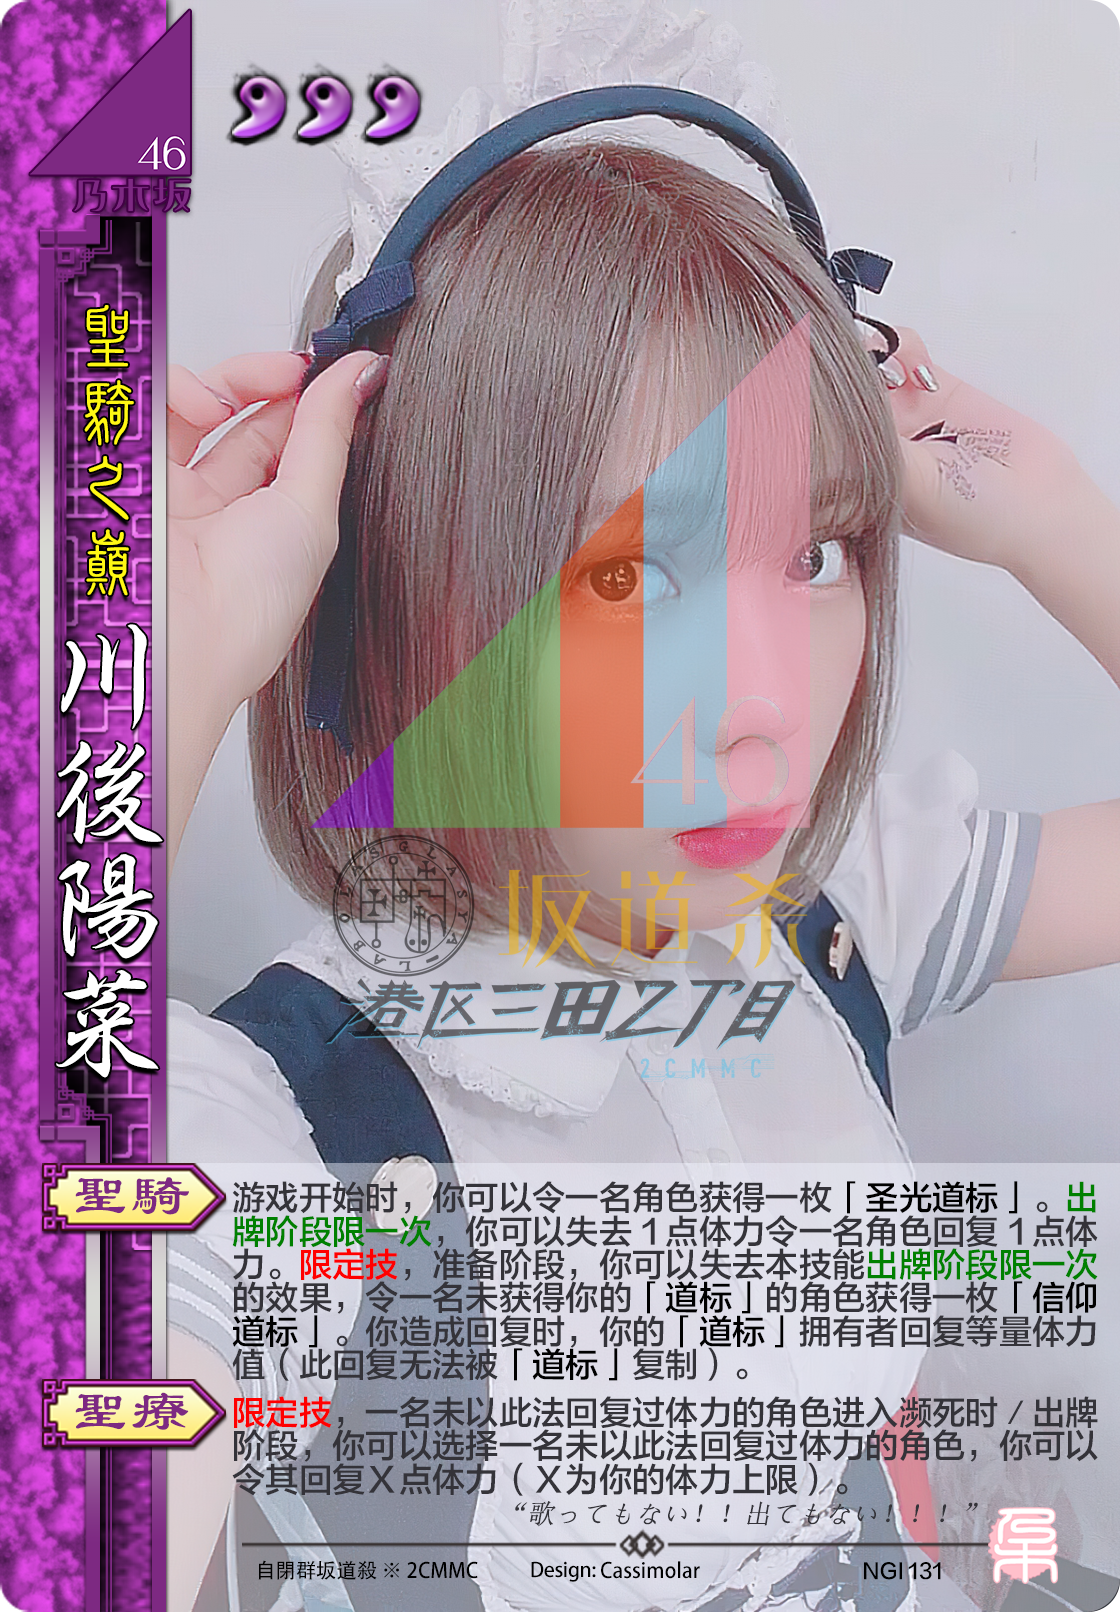 46
乃木坂
聖騎之巔
川後陽菜
46
坂道杀
港区三田2丁目
2CMMC
聖騎
游戏开始时，你可以令一名角色获得一枚「圣光道标」。出
牌阶段限一次，你可以失去１点体力令一名角色回复１点体
力。限定技，准备阶段，你可以失去本技能出牌阶段限一次
的效果，令一名未获得你的「道标」的角色获得一枚「信仰
道标」。你造成回复时，你的「道标」拥有者回复等量体力
值（此回复无法被「道标」复制）。
聖療
限定技，一名未以此法回复过体力的角色进入濒死时 / 出牌
阶段，你可以选择一名未以此法回复过体力的角色，你可以
令其回复Ｘ点体力（Ｘ为你的体力上限）。
“歌ってもない！！出てもない！！！”
自閉群坂道殺 ※ 2CMMC Design: Cassimolar NGI 131